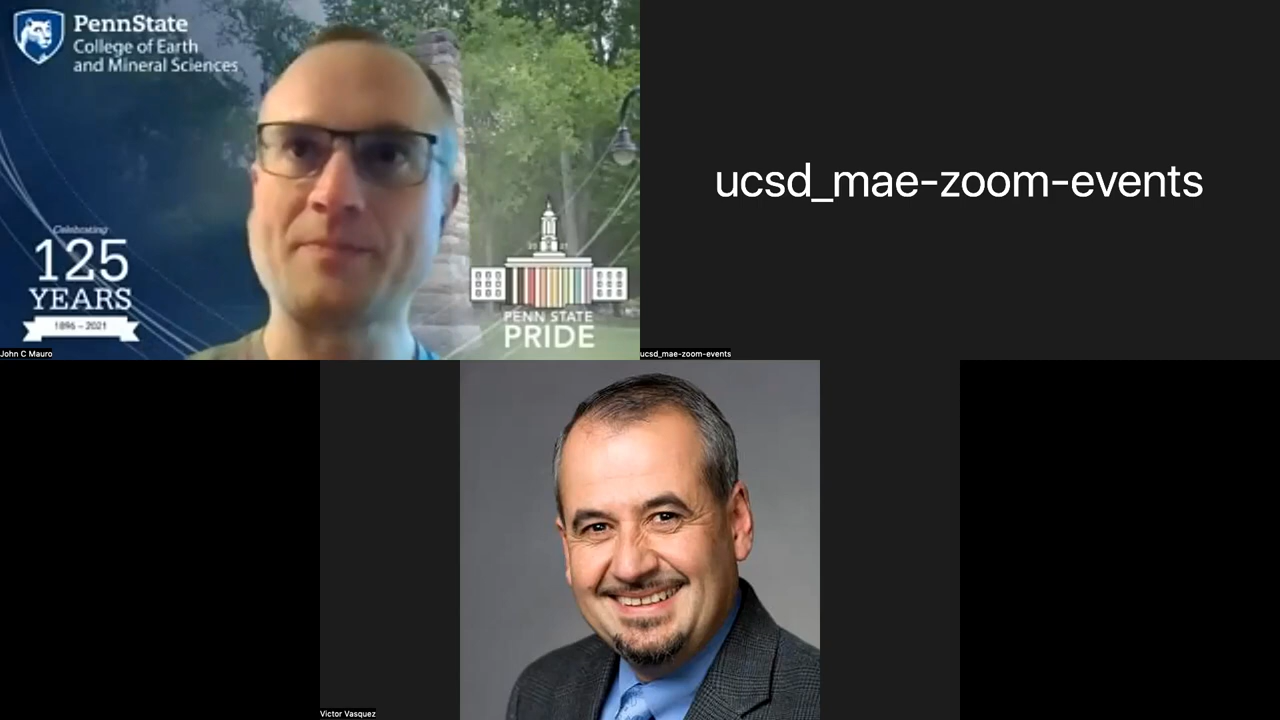 PennState
College of Earth
and Mineral Sciences
Celebrating
125
YEARS
1896 – 2021
PENN STATE
PRIDE
John C Mauro
ucsd_mae-zoom-events
ucsd_mae-zoom-events
Victor Vasquez